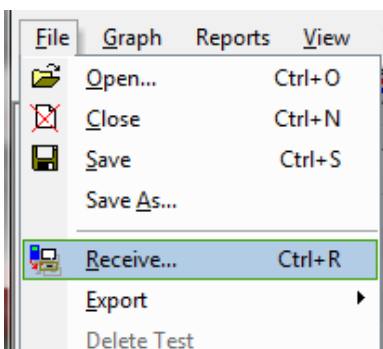 File Graph Reports View
Open... Ctrl+O
Close Ctrl+N
Save Ctrl+S
Save As...
Receive... Ctrl+R
Export
Delete Test